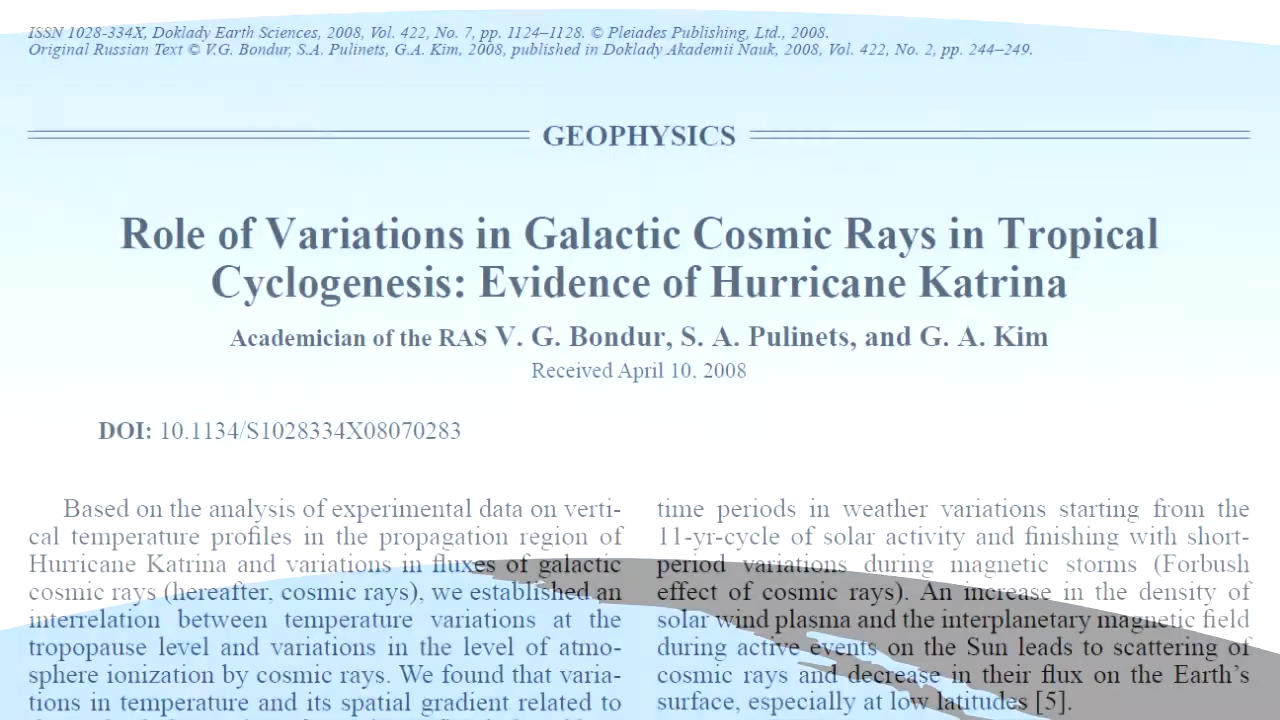 ISSN 1028-334X, Doklady Earth Sciences, 2008, Vol. 422, No. 7, pp. 1124–1128. © Pleiades Publishing, Ltd., 2008.
Original Russian Text © V.G. Bondur, S.A. Pulinets, G.A. Kim, 2008, published in Doklady Akademii Nauk, 2008, Vol. 422, No. 2, pp. 244–249.
GEOPHYSICS
Role of Variations in Galactic Cosmic Rays in Tropical
Cyclogenesis: Evidence of Hurricane Katrina
Academician of the RAS V. G. Bondur, S. A. Pulinets, and G. A. Kim
Received April 10, 2008
DOI: 10.1134/S1028334X08070283
Based on the analysis of experimental data on verti-
cal temperature profiles in the propagation region of
Hurricane Katrina and variations in fluxes of galactic
cosmic rays (hereafter, cosmic rays), we established an
interrelation between temperature variations at the
tropopause level and variations in the level of atmo-
sphere ionization by cosmic rays. We found that varia-
tions in temperature and its spatial gradient related to
time periods in weather variations starting from the
11-yr-cycle of solar activity and finishing with short-
period variations during magnetic storms (Forbush
effect of cosmic rays). An increase in the density of
solar wind plasma and the interplanetary magnetic field
during active events on the Sun leads to scattering of
cosmic rays and decrease in their flux on the Earth's
surface, especially at low latitudes [5].